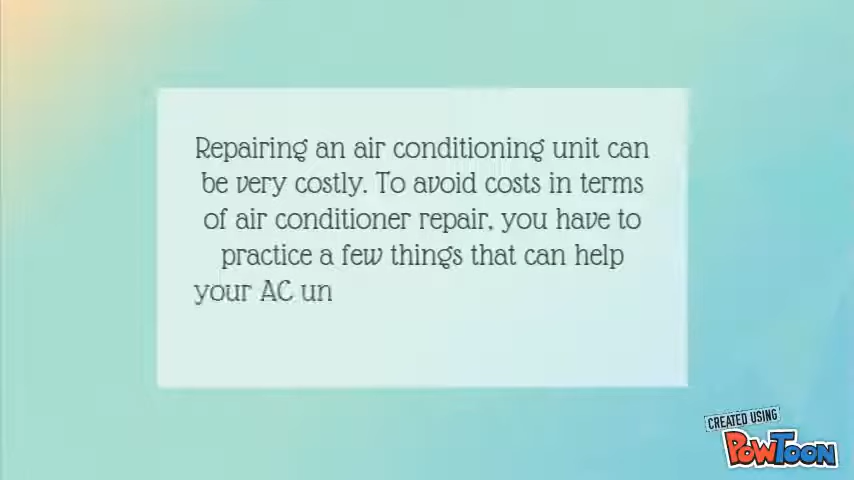 Repairing an air conditioning unit can
be very costly. To avoid costs in terms
of air conditioner repair, you have to
practice a few things that can help
your AC un
CREATED USING
POWTOON